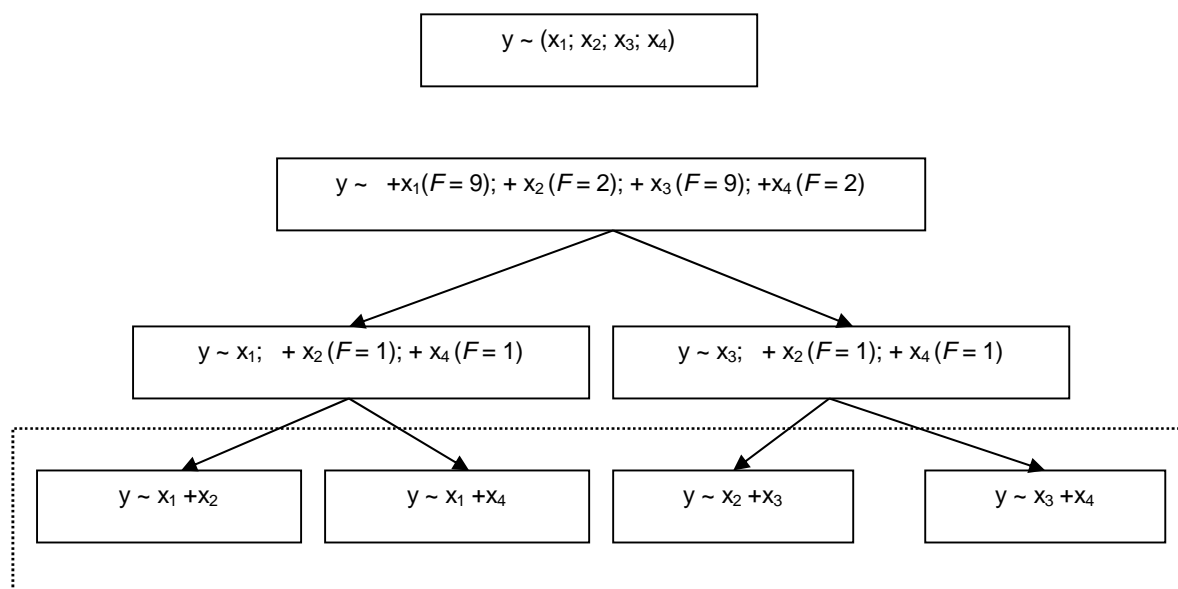 y ~ (x₁; x₂; x₃; x₄)
y ~ +x₁(F = 9); + x₂ (F = 2); + x₃ (F = 9); +x₄ (F = 2)
y ~ x₁; + x₂ (F = 1); + x₄ (F = 1)
y ~ x₃; + x₂ (F = 1); + x₄ (F = 1)
y ~ x₁ +x₂
y ~ x₁ +x₄
y ~ x₂ +x₃
y ~ x₃ +x₄